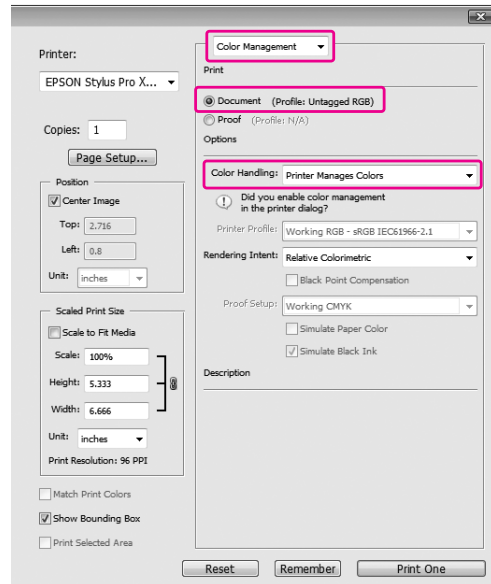 Printer:
EPSON Stylus Pro X...
Copies: 1
Page Setup...
Position
Center Image
Top: 2.716
Left: 0.8
Unit: inches
Scaled Print Size
Scale to Fit Media
Scale: 100%
Height: 5.333
Width: 6.666
Unit: inches
Print Resolution: 96 PPI
Match Print Colors
Show Bounding Box
Print Selected Area
Color Management
Print
Document (Profile: Untagged RGB)
Proof (Profile: N/A)
Options
Color Handling: Printer Manages Colors
Did you enable color management
in the printer dialog?
Printer Profile: Working RGB - sRGB IEC61966-2.1
Rendering Intent: Relative Colorimetric
Black Point Compensation
Proof Setup: Working CMYK
Simulate Paper Color
Simulate Black Ink
Description
Reset Remember Print One